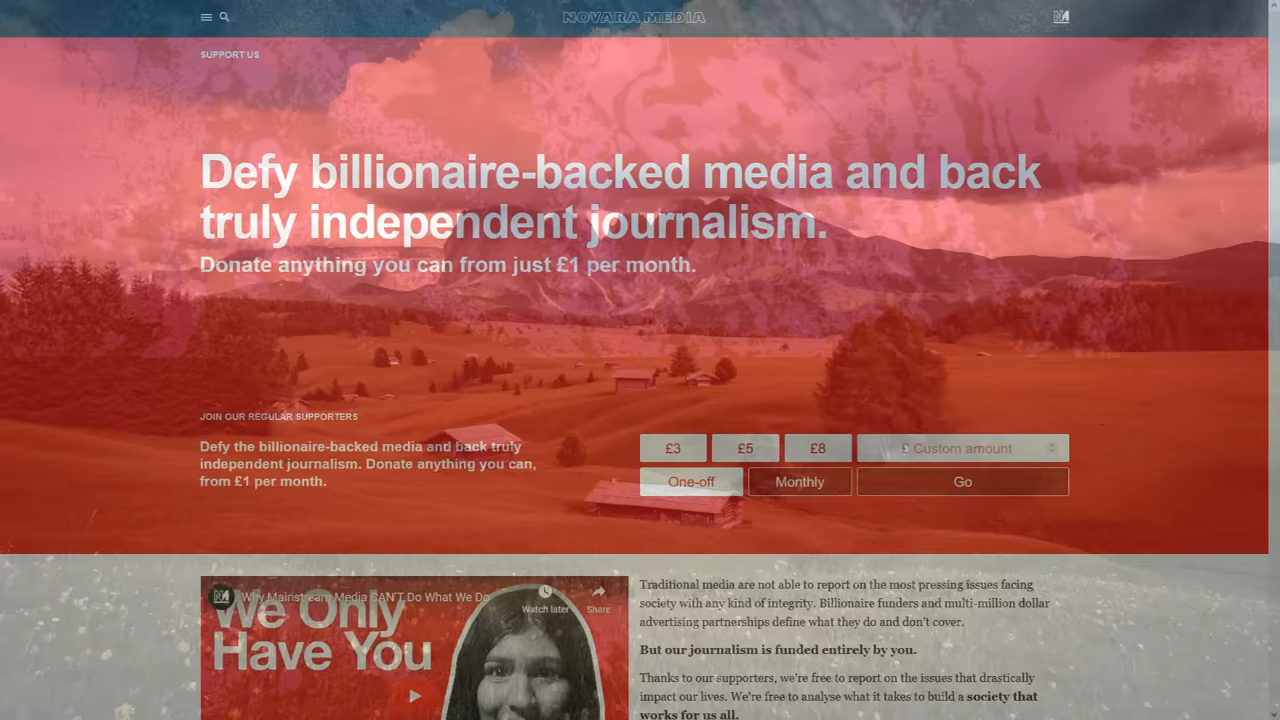 NOVARA MEDIA
SUPPORT US
Defy billionaire-backed media and back
truly independent journalism.
Donate anything you can from just £1 per month.
JOIN OUR REGULAR SUPPORTERS
Defy the billionaire-backed media and back truly
independent journalism. Donate anything you can,
from £1 per month.
£3 £5 £8 £ Custom amount
One-off Monthly Go
Why Mainstream Media CAN'T Do What We Do
Watch later Share
We Only
Have You
Traditional media are not able to report on the most pressing issues facing
society with any kind of integrity. Billionaire funders and multi-million dollar
advertising partnerships define what they do and don't cover.
But our journalism is funded entirely by you.
Thanks to our supporters, we're free to report on the issues that drastically
impact our lives. We're free to analyse what it takes to build a society that
works for us all.